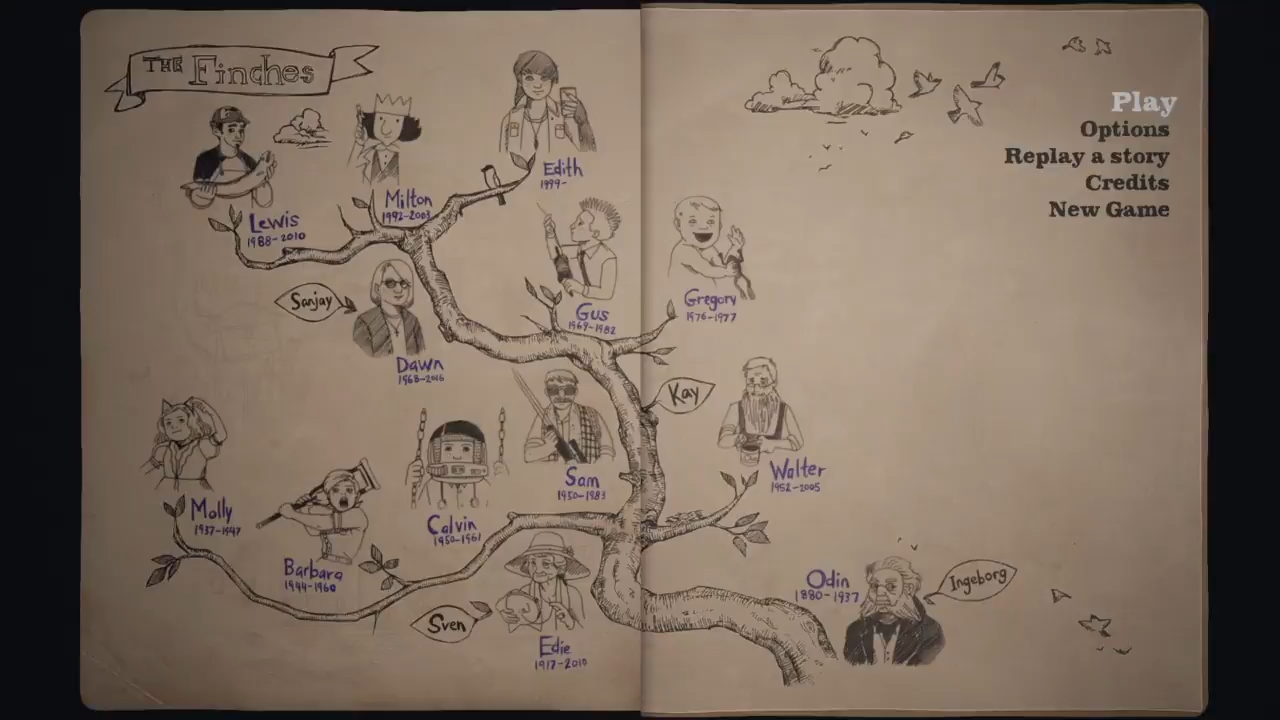 THE Finches
Play
Options
Replay a story
Credits
New Game
Edith
1999-
Milton
1992-2003
Lewis
1988-2010
Sanjay
Dawn
1968-2016
Gus
1969-1982
Gregory
1976-1977
Kay
Sam
1950-1983
Walter
1952-2005
Molly
1937-1947
Barbara
1944-1960
Calvin
1950-1961
Sven
Edie
1917-2010
Odin
1880-1937
Ingeborg